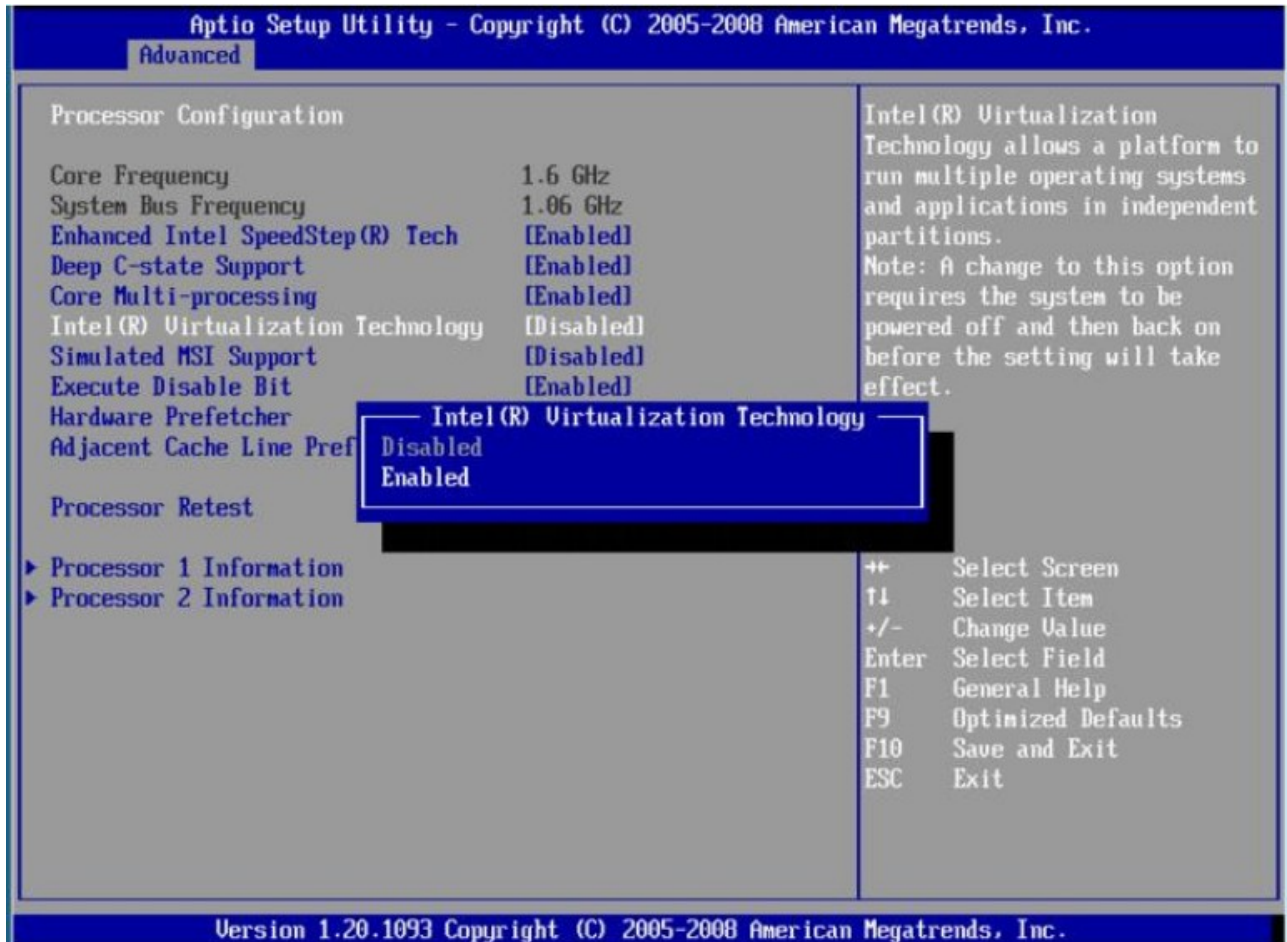 Aptio Setup Utility - Copyright (C) 2005-2008 American Megatrends, Inc.
Advanced
Processor Configuration
Core Frequency 1.6 GHz
System Bus Frequency 1.06 GHz
Enhanced Intel SpeedStep(R) Tech [Enabled]
Deep C-state Support [Enabled]
Core Multi-processing [Enabled]
Intel(R) Virtualization Technology [Disabled]
Simulated MSI Support [Disabled]
Execute Disable Bit [Enabled]
Hardware Prefetcher
Adjacent Cache Line Pref
Processor Retest
Processor 1 Information
Processor 2 Information
Intel(R) Virtualization Technology
Disabled
Enabled
Intel(R) Virtualization
Technology allows a platform to
run multiple operating systems
and applications in independent
partitions.
Note: A change to this option
requires the system to be
powered off and then back on
before the setting will take
effect.
→← Select Screen
↑↓ Select Item
+/- Change Value
Enter Select Field
F1 General Help
F9 Optimized Defaults
F10 Save and Exit
ESC Exit
Version 1.20.1093 Copyright (C) 2005-2008 American Megatrends, Inc.